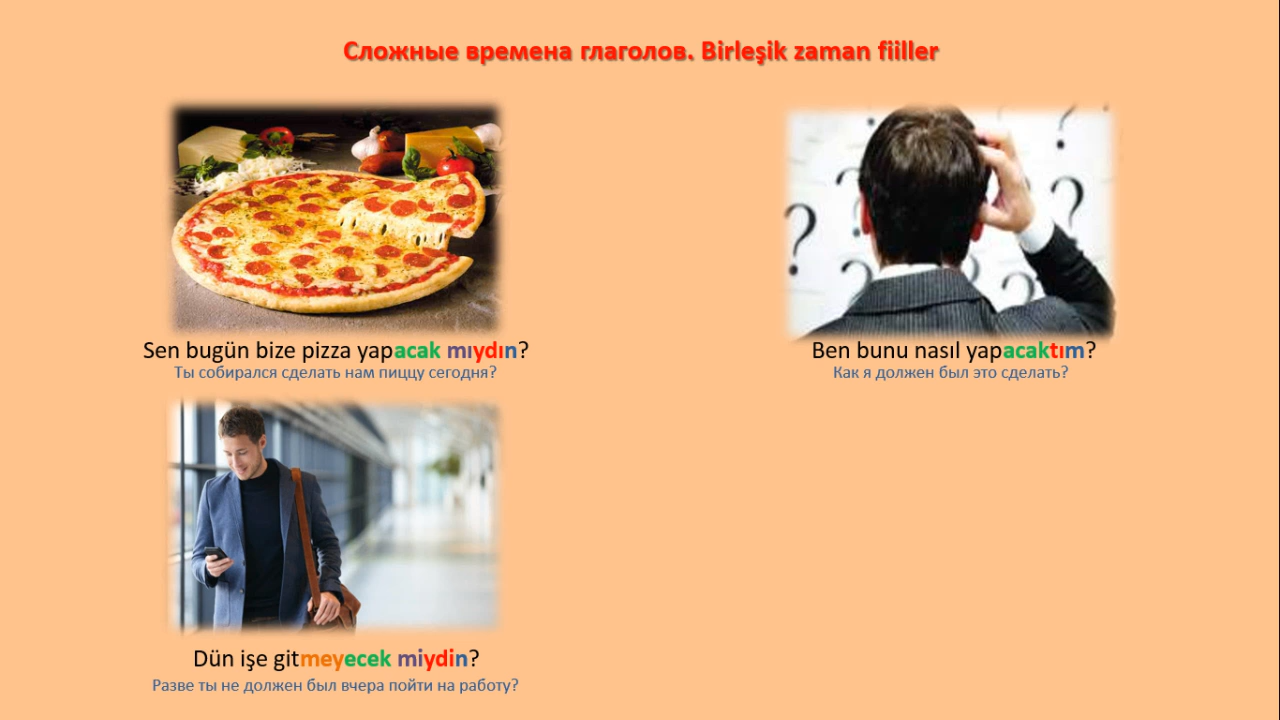 Сложные времена глаголов. Birleşik zaman fiiller
Sen bugün bize pizza yapacak mıydın?
Ты собирался сделать нам пиццу сегодня?
Ben bunu nasıl yapacaktım?
Как я должен был это сделать?
Dün işe gitmeyecek miydin?
Разве ты не должен был вчера пойти на работу?